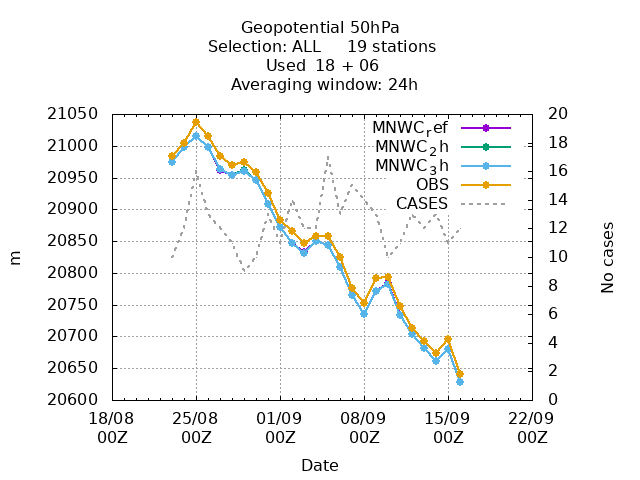 Geopotential 50hPa
Selection: ALL 19 stations
Used 18 + 06
Averaging window: 24h
21050
21000
20950
20900
20850
20800
20750
20700
20650
20600
m
20
18
16
14
12
10
8
6
4
2
0
No cases
MNWC_ref
MNWC_2h
MNWC_3h
OBS
CASES
18/08 25/08 01/09 08/09 15/09 22/09
00Z 00Z 00Z 00Z 00Z 00Z
Date